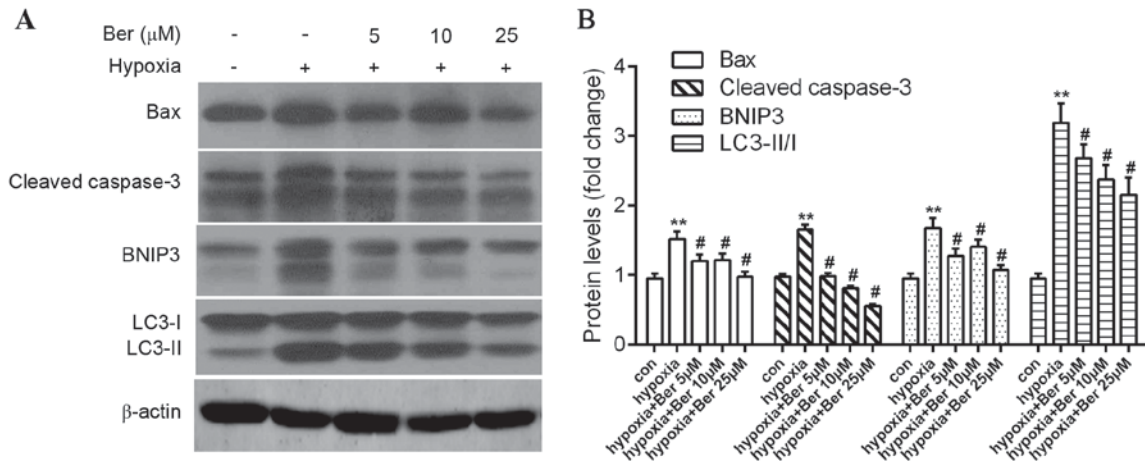 A
Ber (μM) - - 5 10 25
Hypoxia - + + + +
Bax
Cleaved caspase-3
BNIP3
LC3-I
LC3-II
β-actin
B
Protein levels (fold change)
4
3
2
1
0
Bax
Cleaved caspase-3
BNIP3
LC3-II/I
** # # #
** # # #
** # # #
** # # #
con
hypoxia
hypoxia+Ber 5μM
hypoxia+Ber 10μM
hypoxia+Ber 25μM
con
hypoxia
hypoxia+Ber 5μM
hypoxia+Ber 10μM
hypoxia+Ber 25μM
con
hypoxia
hypoxia+Ber 5μM
hypoxia+Ber 10μM
hypoxia+Ber 25μM
con
hypoxia
hypoxia+Ber 5μM
hypoxia+Ber 10μM
hypoxia+Ber 25μM